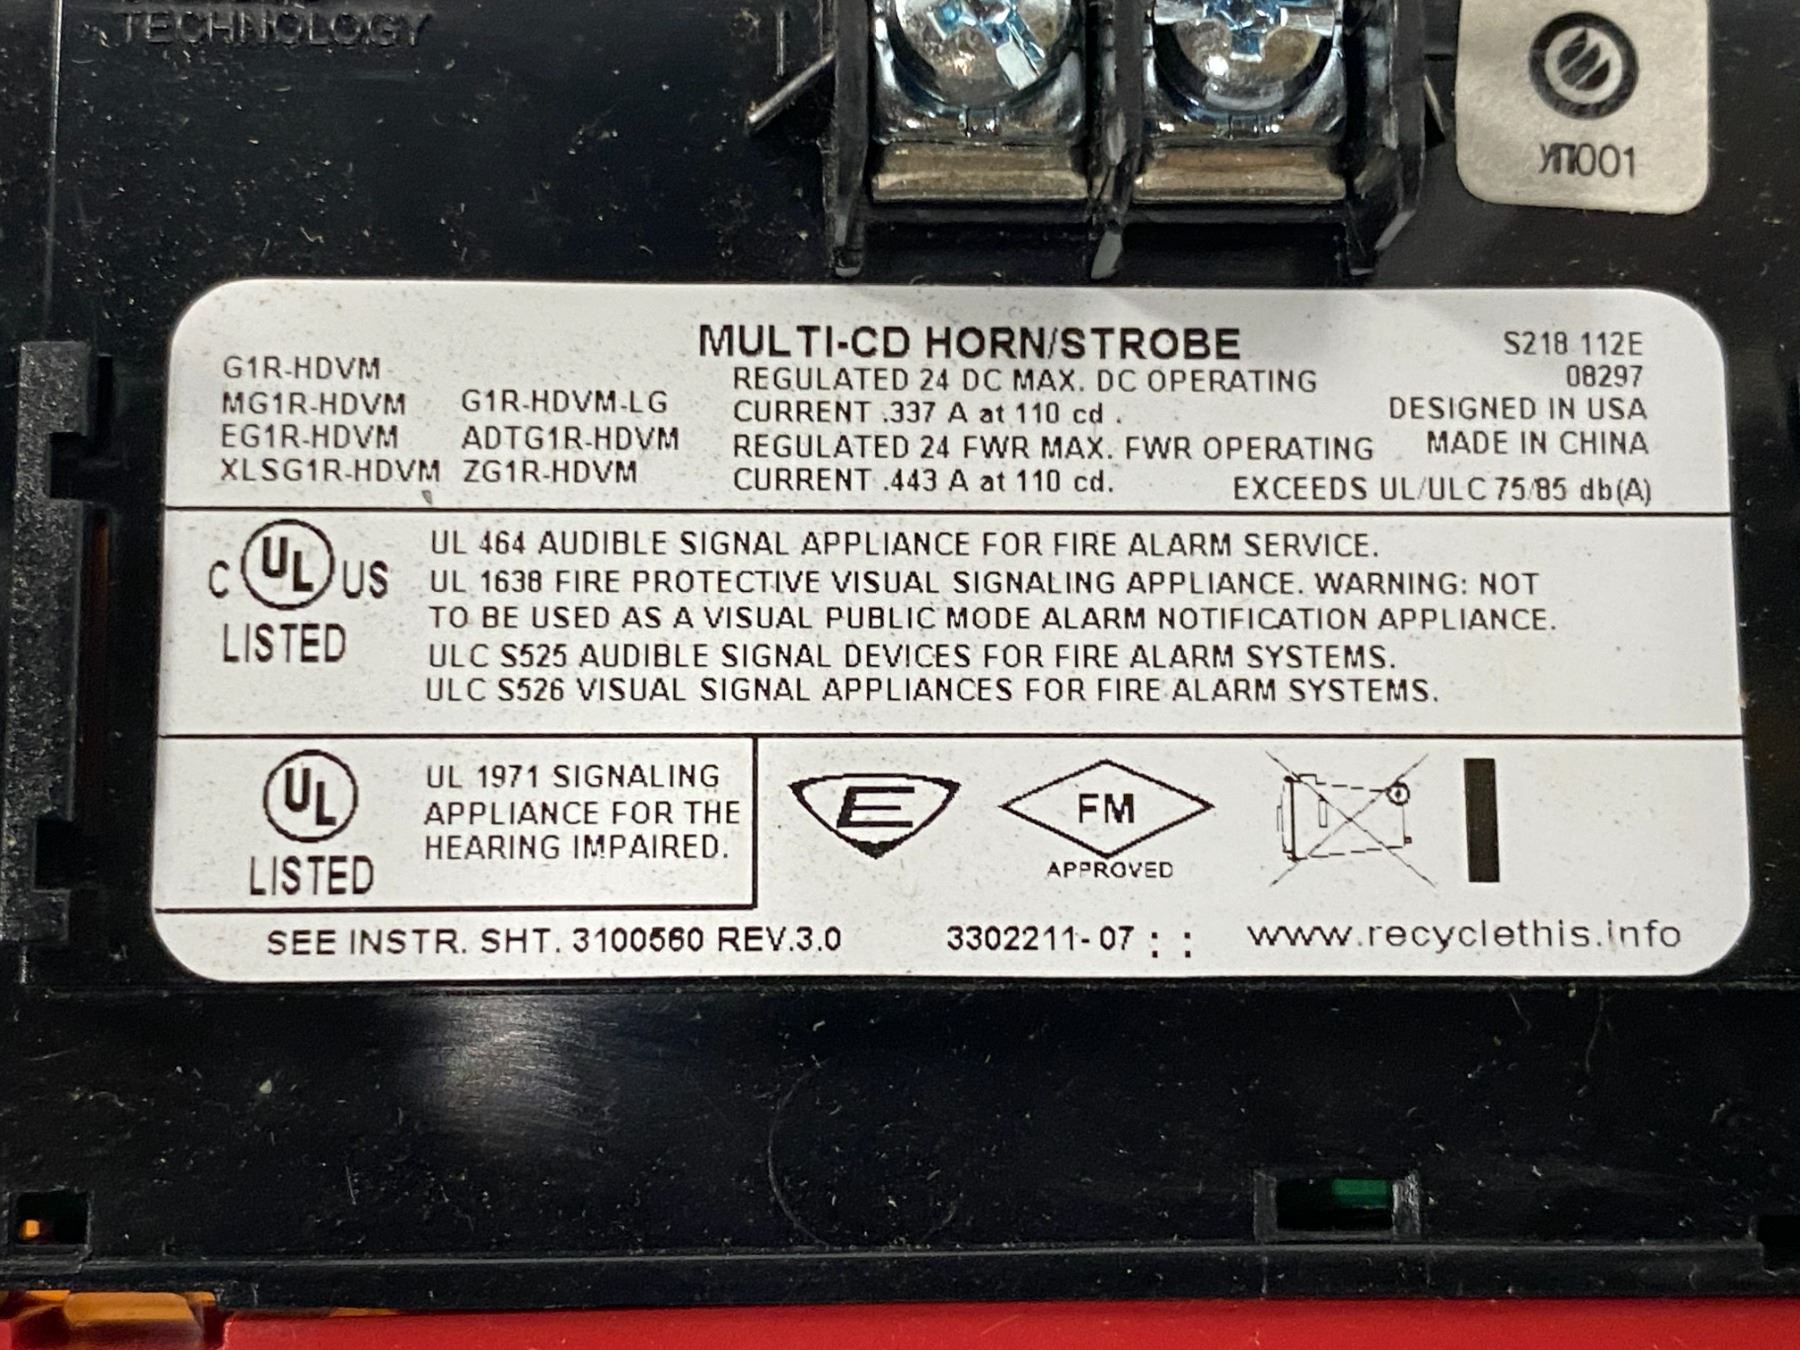 TECHNOLOGY
УП001
MULTI-CD HORN/STROBE
G1R-HDVM
MG1R-HDVM G1R-HDVM-LG
EG1R-HDVM ADTG1R-HDVM
XLSG1R-HDVM ZG1R-HDVM
REGULATED 24 DC MAX. DC OPERATING
CURRENT .337 A at 110 cd .
REGULATED 24 FWR MAX. FWR OPERATING
CURRENT .443 A at 110 cd.
S218 112E
08297
DESIGNED IN USA
MADE IN CHINA
EXCEEDS UL/ULC 75/85 db(A)
C UL US
LISTED
UL 464 AUDIBLE SIGNAL APPLIANCE FOR FIRE ALARM SERVICE.
UL 1638 FIRE PROTECTIVE VISUAL SIGNALING APPLIANCE. WARNING: NOT
TO BE USED AS A VISUAL PUBLIC MODE ALARM NOTIFICATION APPLIANCE.
ULC S525 AUDIBLE SIGNAL DEVICES FOR FIRE ALARM SYSTEMS.
ULC S526 VISUAL SIGNAL APPLIANCES FOR FIRE ALARM SYSTEMS.
UL
LISTED
UL 1971 SIGNALING
APPLIANCE FOR THE
HEARING IMPAIRED.
E
FM
APPROVED
SEE INSTR. SHT. 3100560 REV.3.0
3302211-07 : :
www.recyclethis.info